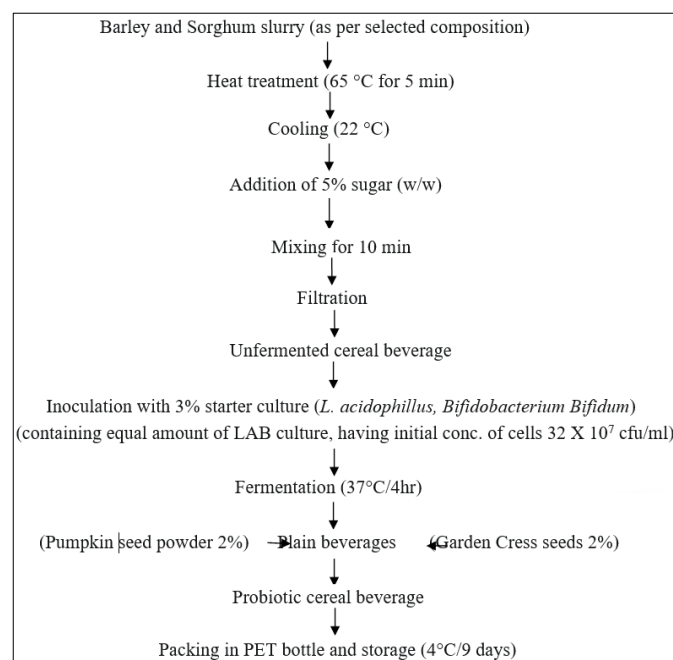 Barley and Sorghum slurry (as per selected composition)
Heat treatment (65 °C for 5 min)
Cooling (22 °C)
Addition of 5% sugar (w/w)
Mixing for 10 min
Filtration
Unfermented cereal beverage
Inoculation with 3% starter culture (L. acidophillus, Bifidobacterium Bifidum)
(containing equal amount of LAB culture, having initial conc. of cells 32 X 10⁷ cfu/ml)
Fermentation (37°C/4hr)
(Pumpkin seed powder 2%) Plain beverages (Garden Cress seeds 2%)
Probiotic cereal beverage
Packing in PET bottle and storage (4°C/9 days)